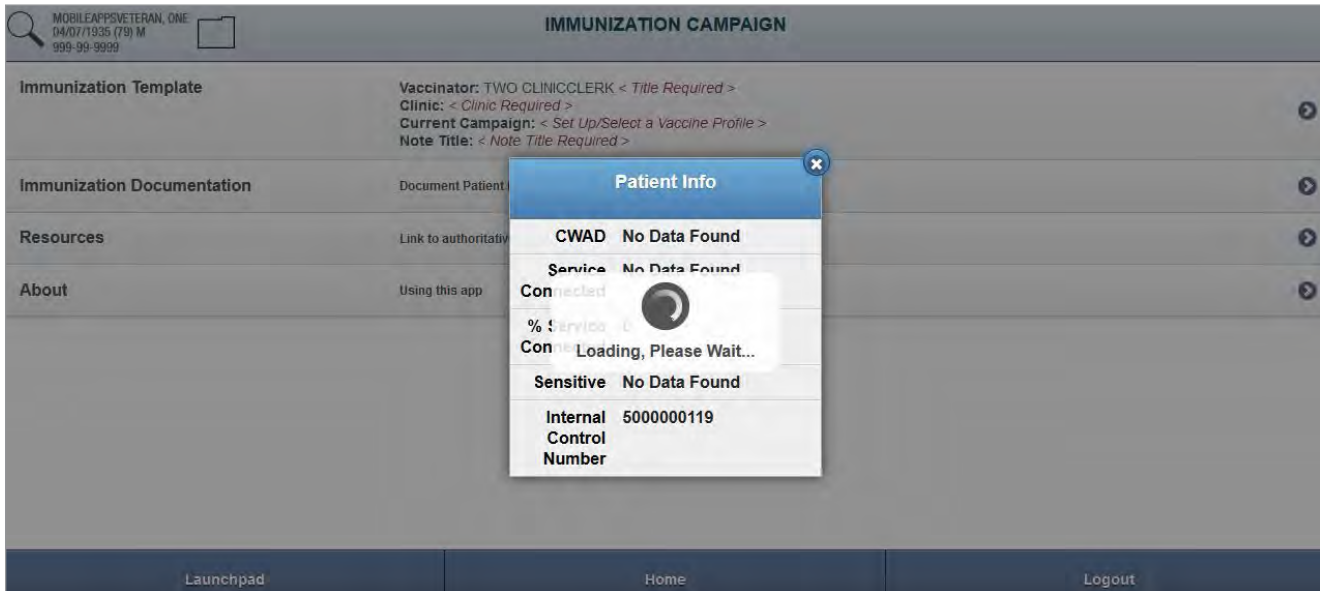 MOBILEAPPSVETERAN, ONE
04/07/1935 (79) M
999-99-9999
IMMUNIZATION CAMPAIGN
Immunization Template
Vaccinator: TWO CLINICCLERK < Title Required >
Clinic: < Clinic Required >
Current Campaign: < Set Up/Select a Vaccine Profile >
Note Title: < Note Title Required >
Immunization Documentation
Document Patient
Resources
Link to authoritativ
About
Using this app
Patient Info
CWAD No Data Found
Service No Data Found
Connected
% Service
Connected
Loading, Please Wait...
Sensitive No Data Found
Internal 5000000119
Control
Number
Launchpad
Home
Logout